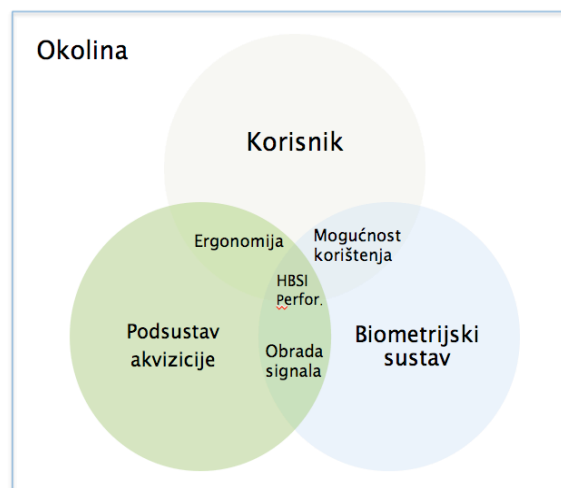 Okolina
Korisnik
Ergonomija
Mogućnost
korištenja
HBSI
Perfor.
Podsustav
akvizicije
Obrada
signala
Biometrijski
sustav